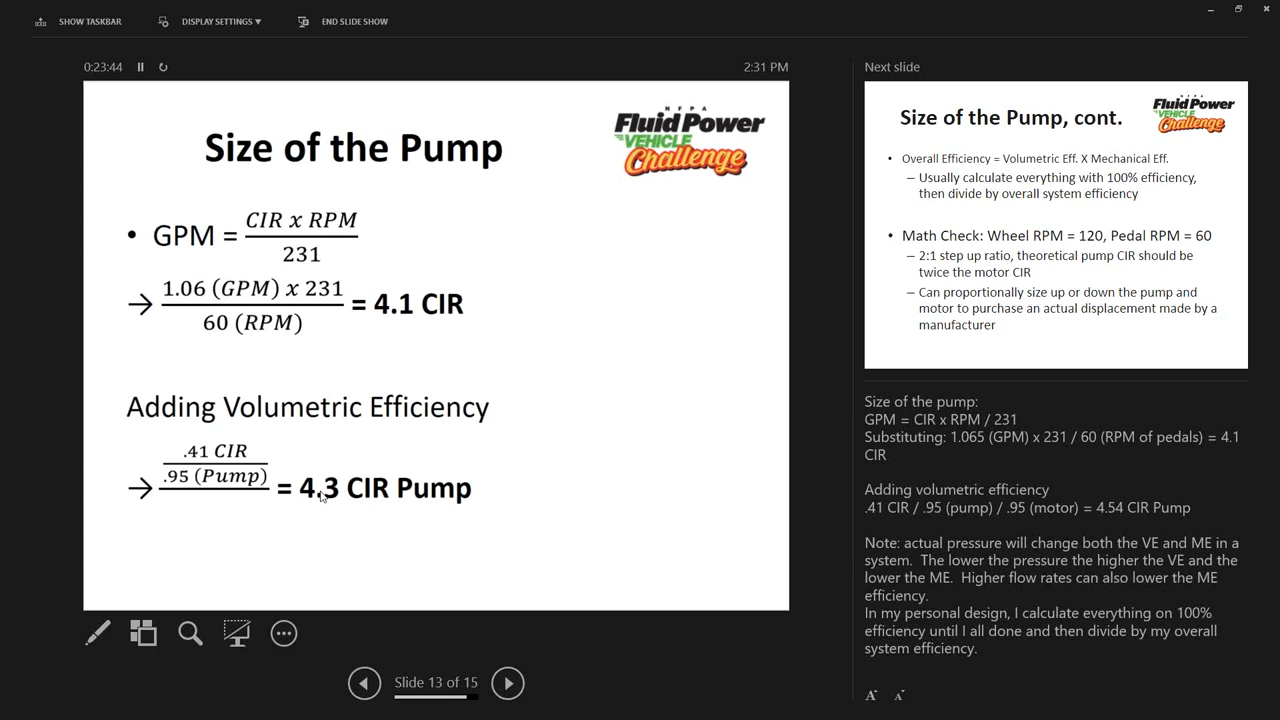 SHOW TASKBAR
DISPLAY SETTINGS ▼
END SLIDE SHOW
0:23:44
2:31 PM
NFPA
Fluid Power
VEHICLE
Challenge
Size of the Pump
• GPM = CIR x RPM / 231
→ 1.06 (GPM) x 231 / 60 (RPM) = 4.1 CIR
Adding Volumetric Efficiency
→ .41 CIR / .95 (Pump) = 4.3 CIR Pump
Slide 13 of 15
Next slide
NFPA
Fluid Power
VEHICLE
Challenge
Size of the Pump, cont.
• Overall Efficiency = Volumetric Eff. X Mechanical Eff.
– Usually calculate everything with 100% efficiency,
then divide by overall system efficiency
• Math Check: Wheel RPM = 120, Pedal RPM = 60
– 2:1 step up ratio, theoretical pump CIR should be
twice the motor CIR
– Can proportionally size up or down the pump and
motor to purchase an actual displacement made by a
manufacturer
Size of the pump:
GPM = CIR x RPM / 231
Substituting: 1.065 (GPM) x 231 / 60 (RPM of pedals) = 4.1
CIR
Adding volumetric efficiency
.41 CIR / .95 (pump) / .95 (motor) = 4.54 CIR Pump
Note: actual pressure will change both the VE and ME in a
system.  The lower the pressure the higher the VE and the
lower the ME.  Higher flow rates can also lower the ME
efficiency.
In my personal design, I calculate everything on 100%
efficiency until I all done and then divide by my overall
system efficiency.
A A